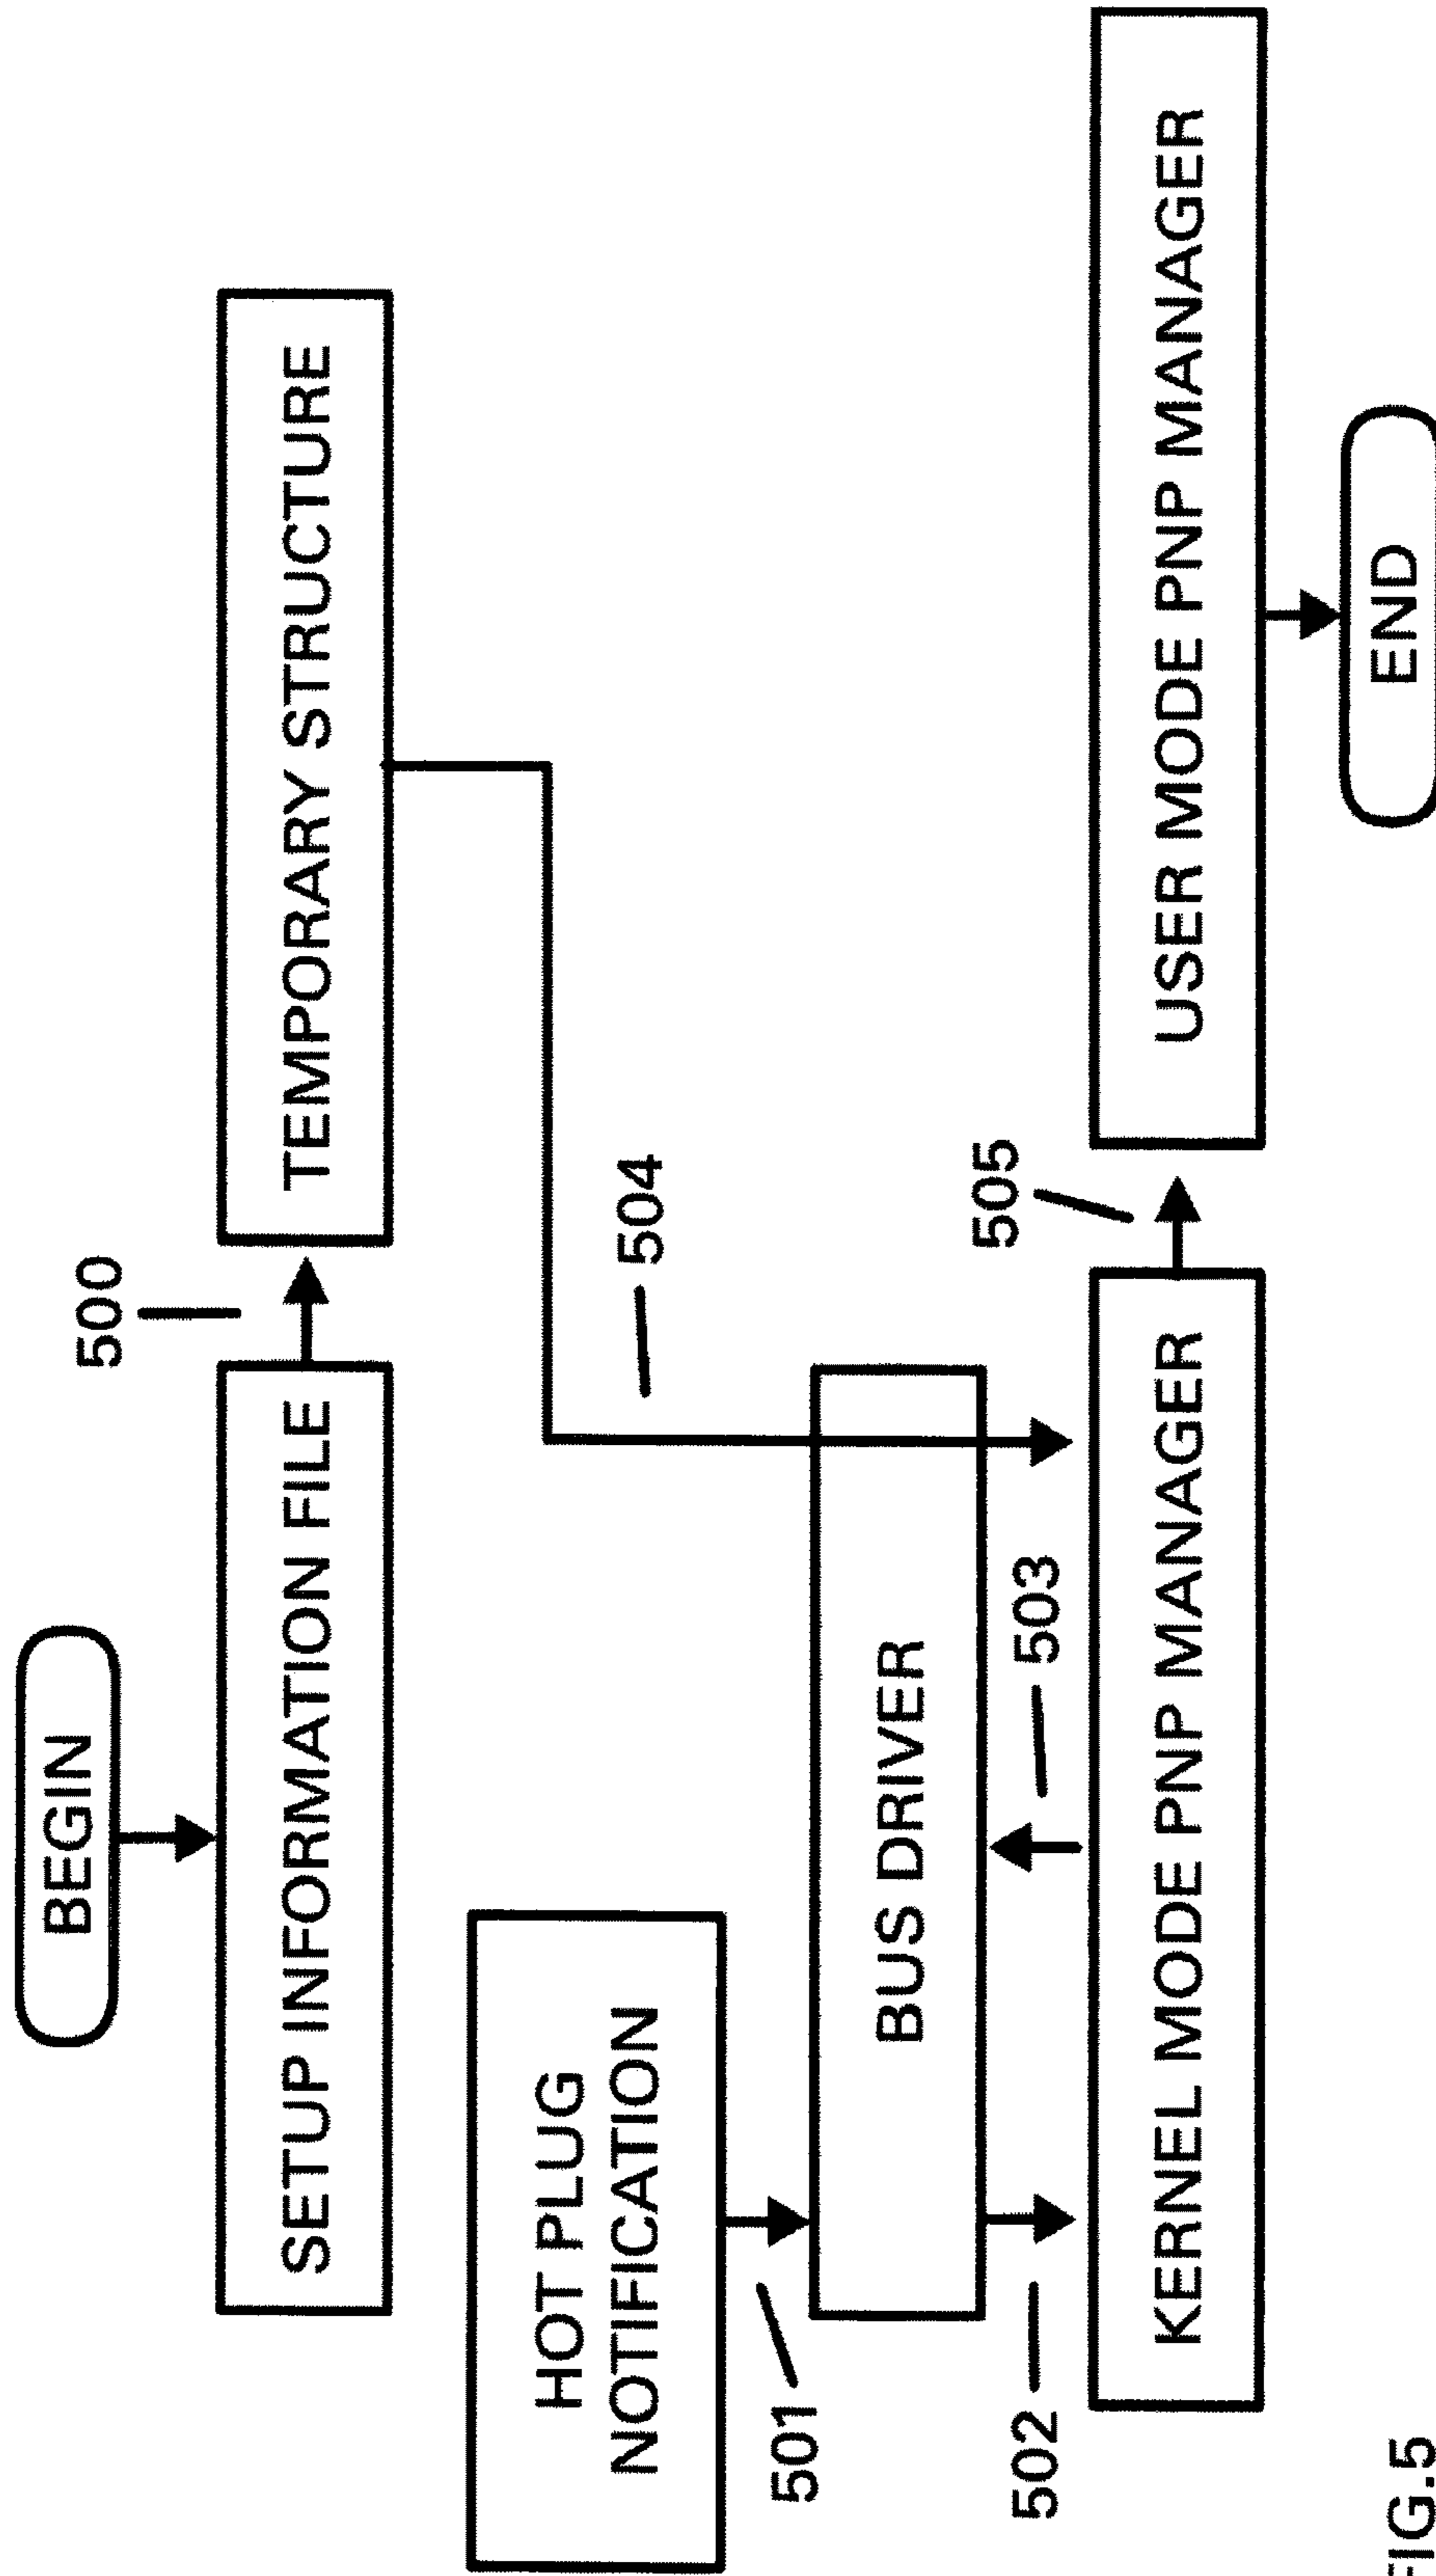 BEGIN
500
SETUP INFORMATION FILE
TEMPORARY STRUCTURE
HOT PLUG
NOTIFICATION
504
501
BUS DRIVER
502
503
505
KERNEL MODE PNP MANAGER
USER MODE PNP MANAGER
END
FIG.5